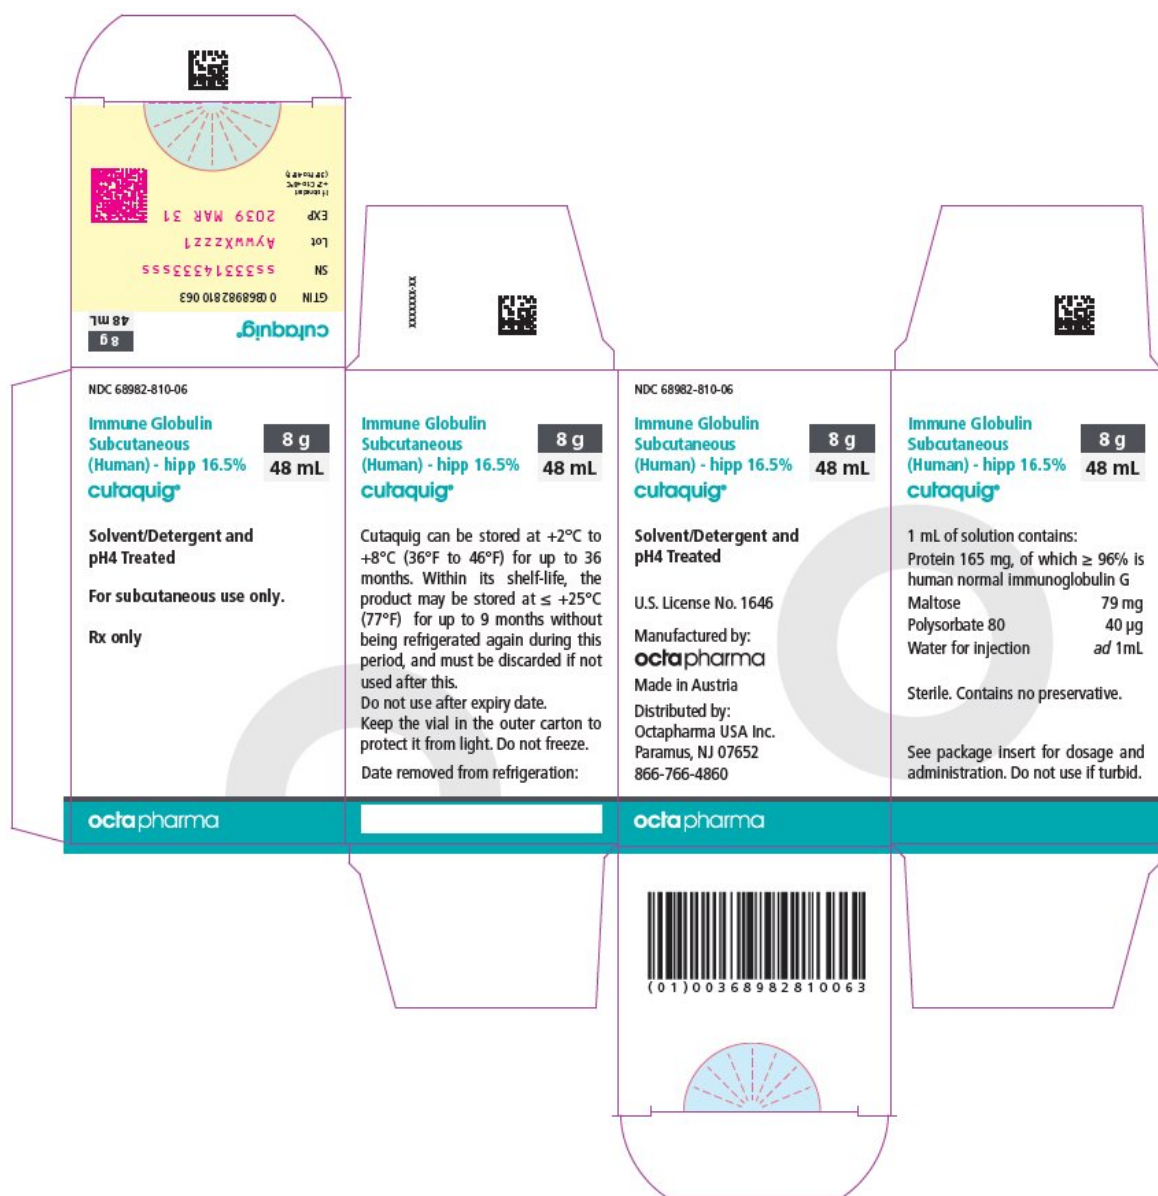 cutaquig®
8 g
48 mL
GTIN 0 0368982 810 063
SN
Lot AywwXzzz1
EXP 2039 MAR 31
xxxxxxx-xx
NDC 68982-810-06
Immune Globulin
Subcutaneous
(Human) - hipp 16.5%
cutaquig®
8 g
48 mL
Solvent/Detergent and
pH4 Treated
For subcutaneous use only.
Rx only
octapharma
Immune Globulin
Subcutaneous
(Human) - hipp 16.5%
cutaquig®
8 g
48 mL
Cutaquig can be stored at +2°C to
+8°C (36°F to 46°F) for up to 36
months. Within its shelf-life, the
product may be stored at ≤ +25°C
(77°F) for up to 9 months without
being refrigerated again during this
period, and must be discarded if not
used after this.
Do not use after expiry date.
Keep the vial in the outer carton to
protect it from light. Do not freeze.
Date removed from refrigeration:
NDC 68982-810-06
Immune Globulin
Subcutaneous
(Human) - hipp 16.5%
cutaquig®
8 g
48 mL
Solvent/Detergent and
pH4 Treated
U.S. License No. 1646
Manufactured by:
octapharma
Made in Austria
Distributed by:
Octapharma USA Inc.
Paramus, NJ 07652
866-766-4860
octapharma
Immune Globulin
Subcutaneous
(Human) - hipp 16.5%
cutaquig®
8 g
48 mL
1 mL of solution contains:
Protein 165 mg, of which ≥ 96% is
human normal immunoglobulin G
Maltose 79 mg
Polysorbate 80 40 µg
Water for injection ad 1mL
Sterile. Contains no preservative.
See package insert for dosage and
administration. Do not use if turbid.
(01)00368982810063